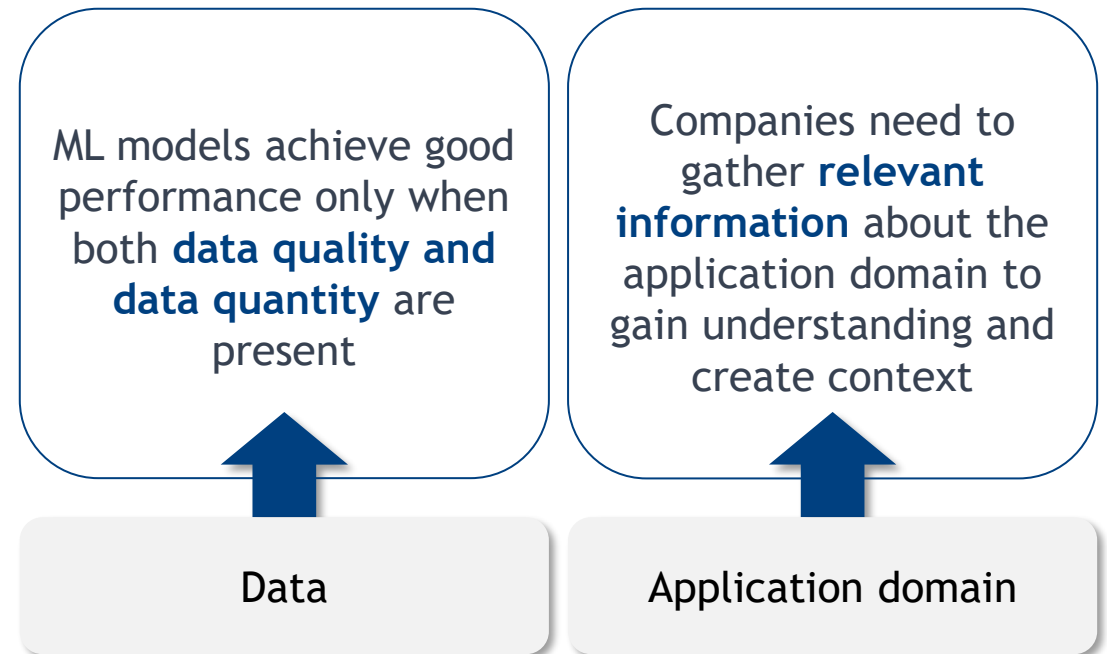 ML models achieve good
performance only when
both data quality and
data quantity are
present
Data
Companies need to
gather relevant
information about the
application domain to
gain understanding and
create context
Application domain